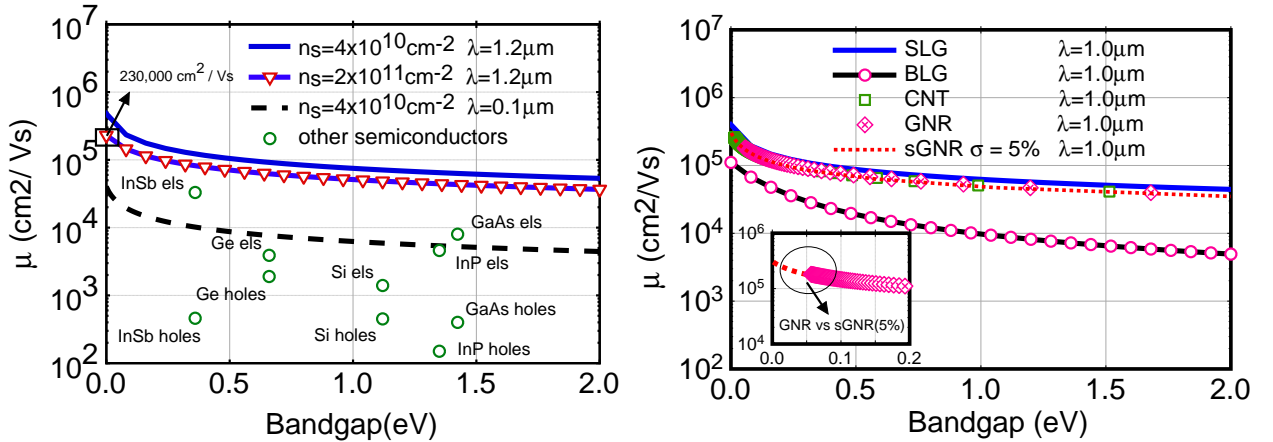 10^7
10^6
10^5
10^4
10^3
10^2
μ (cm2/ Vs)
n_S=4x10^10cm-2 λ=1.2μm
n_S=2x10^11cm-2 λ=1.2μm
n_S=4x10^10cm-2 λ=0.1μm
other semiconductors
230,000 cm^2 / Vs
InSb els
GaAs els
Ge els
InP els
Si els
Ge holes
GaAs holes
InSb holes
Si holes
InP holes
0.0 0.5 1.0 1.5 2.0
Bandgap(eV)
10^7
10^6
10^5
10^4
10^3
10^2
μ (cm2/Vs)
SLG λ=1.0μm
BLG λ=1.0μm
CNT λ=1.0μm
GNR λ=1.0μm
sGNR σ = 5% λ=1.0μm
10^6
10^5
10^4
GNR vs sGNR(5%)
0.0 0.1 0.2
0.0 0.5 1.0 1.5 2.0
Bandgap (eV)